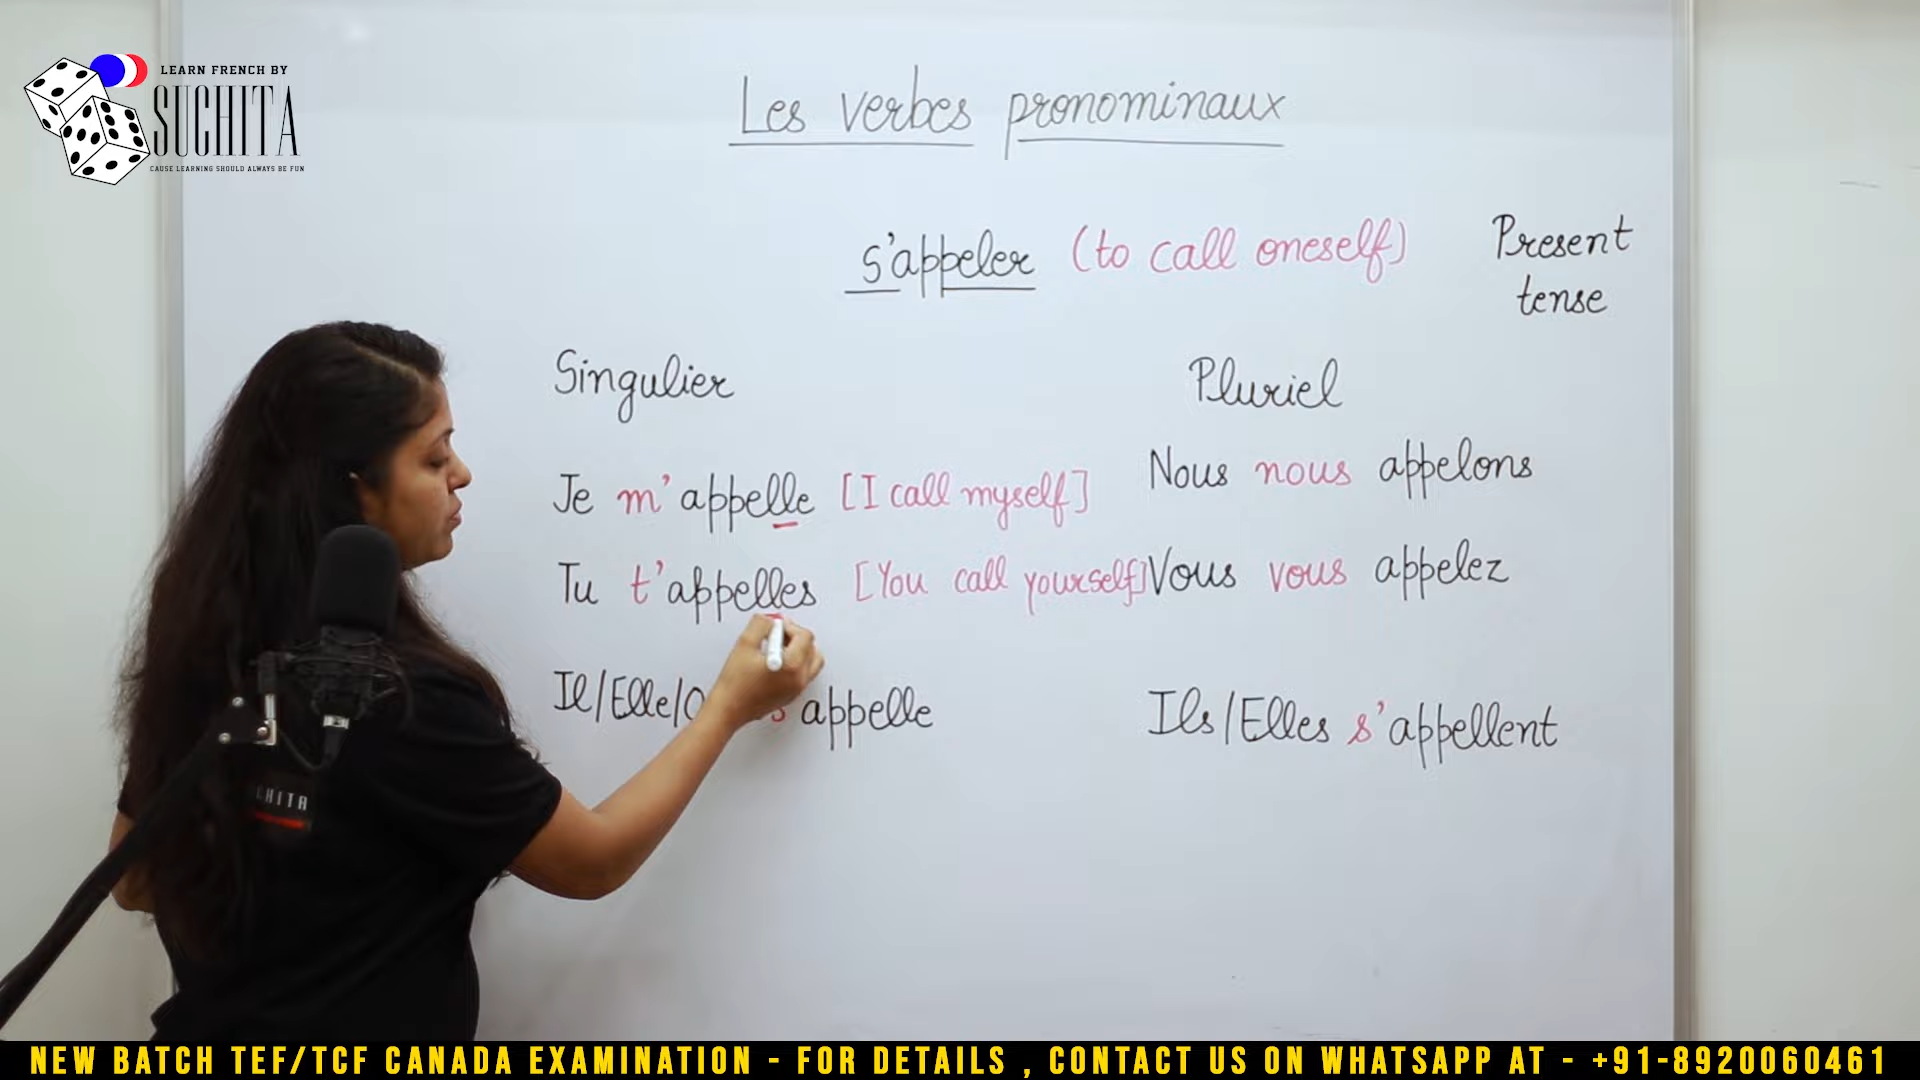 LEARN FRENCH BY
SUCHITA
CAUSE LEARNING SHOULD ALWAYS BE FUN
Les verbes pronominaux
s'appeler (to call oneself)
Present
tense
Singulier
Pluriel
Je m'appelle [I call myself]
Nous nous appelons
Tu t'appelles [You call yourself]
Vous vous appelez
Il/Elle/O s appelle
Ils/Elles s'appellent
NEW BATCH TEF/TCF CANADA EXAMINATION - FOR DETAILS , CONTACT US ON WHATSAPP AT - +91-8920060461